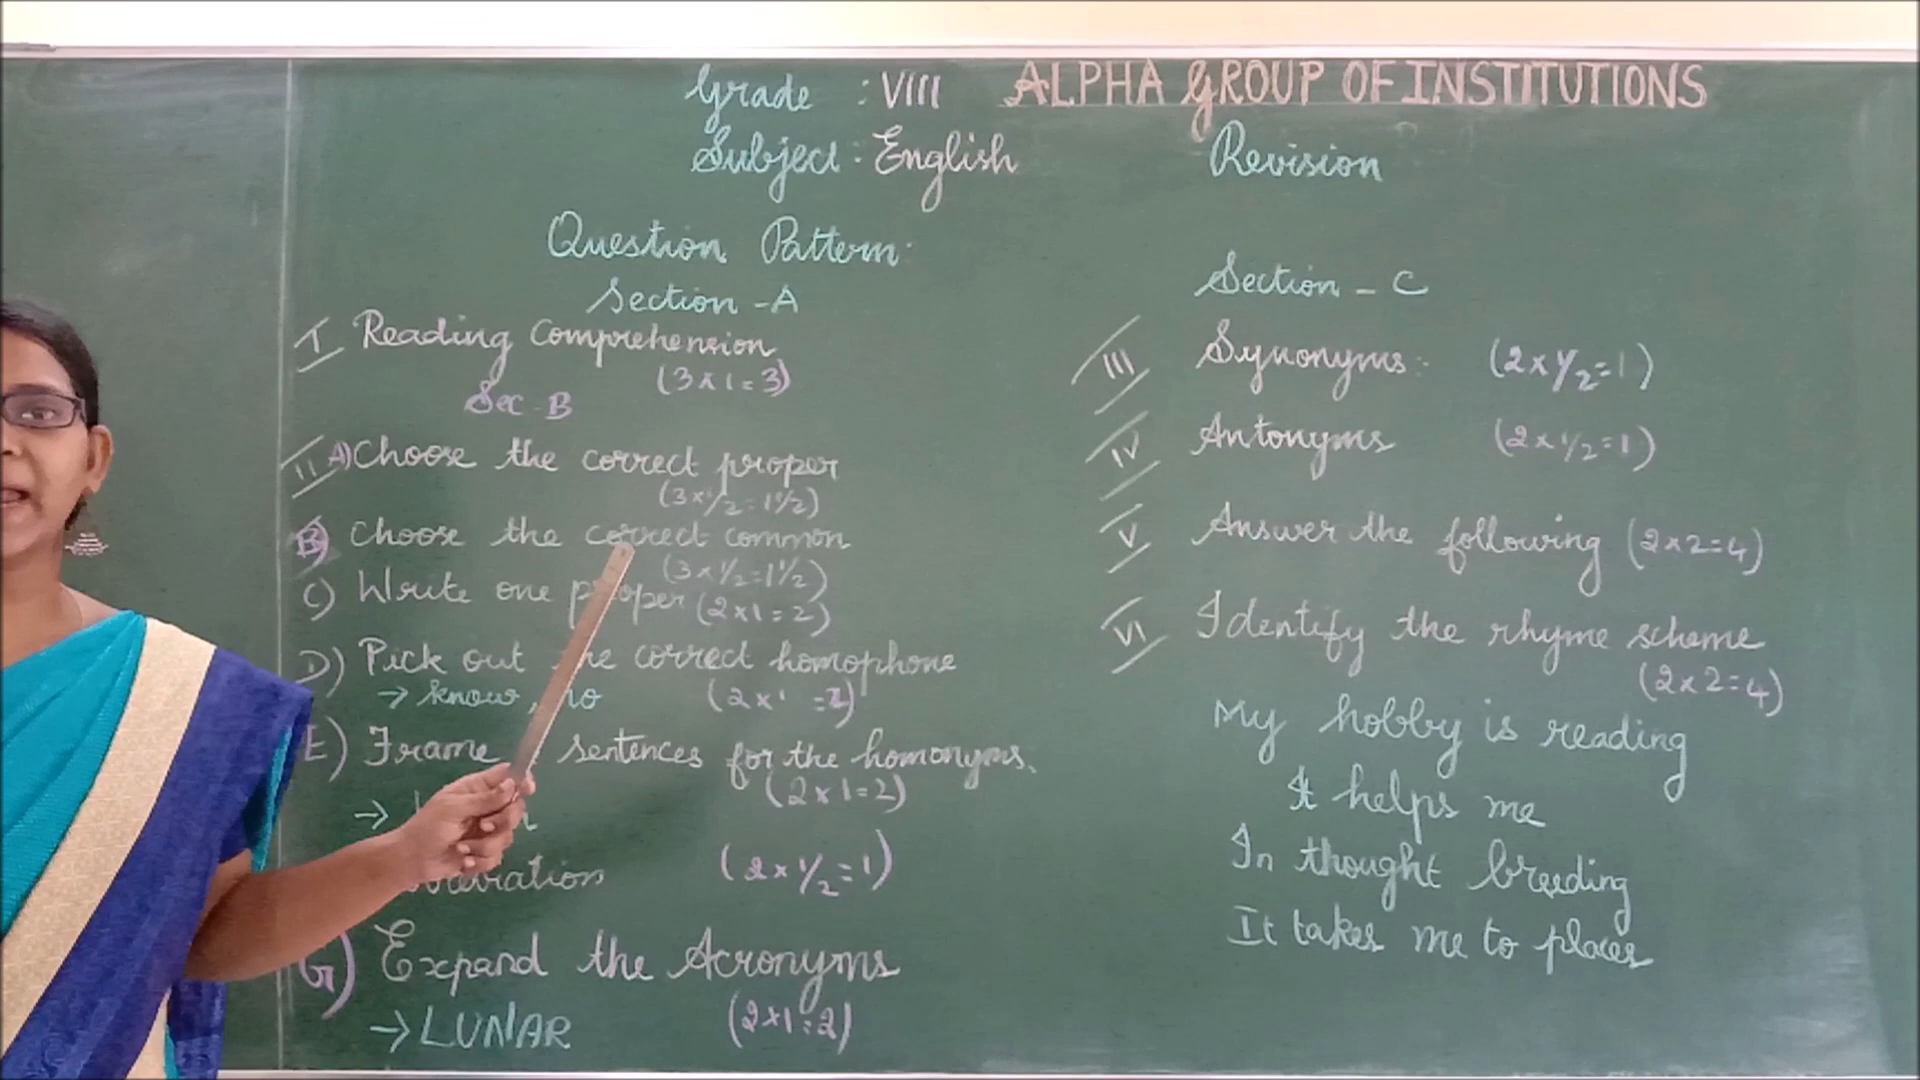 Grade : VIII
ALPHA GROUP OF INSTITUTIONS
Subject : English
Revision
Question Pattern:
Section - A
I Reading Comprehension
(3x1=3)
Sec - B
II A) Choose the correct proper
(3x1/2=1 1/2)
B) Choose the correct common
(3x1/2=1 1/2)
C) Write one proper (2x1=2)
D) Pick out the correct homophone
→ know, no (2x1=2)
E) Frame sentences for the homonyms.
(2x1=2)
→
(2x1/2=1)
G) Expand the Acronyms
→ LUNAR (2x1=2)
Section - C
III Synonyms: (2x1/2=1)
IV Antonyms (2x1/2=1)
V Answer the following (2x2=4)
VI Identify the rhyme scheme
(2x2=4)
My hobby is reading
It helps me
In thought breeding
It takes me to places